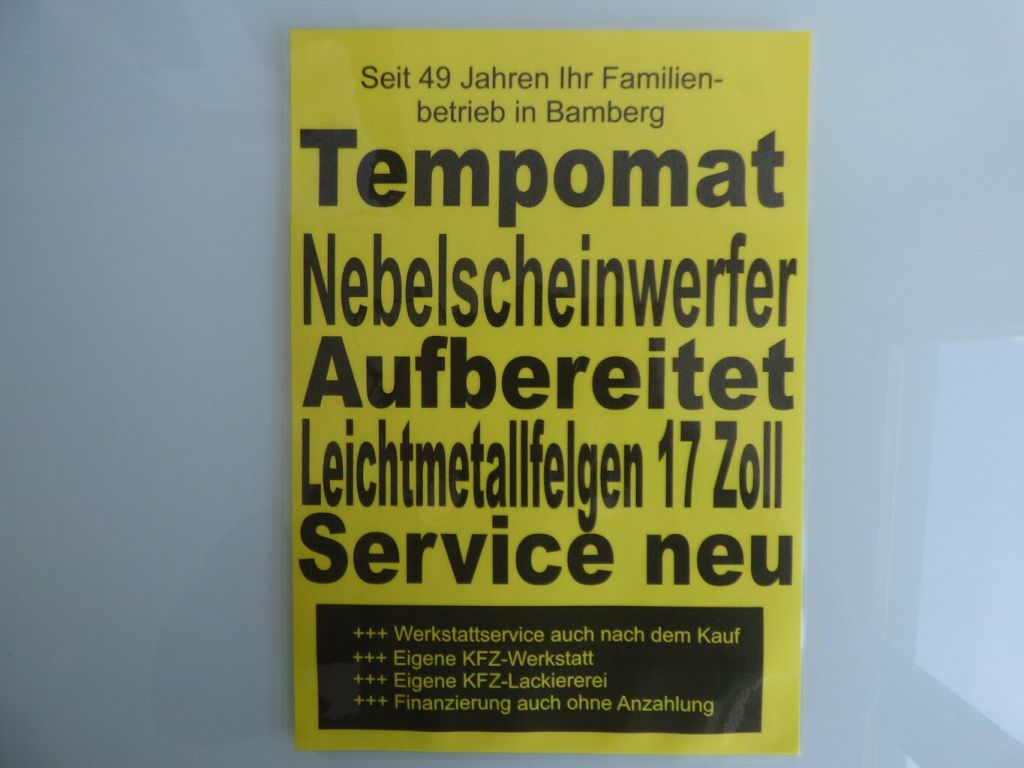 Seit 49 Jahren Ihr Familien-
betrieb in Bamberg
Tempomat
Nebelscheinwerfer
Aufbereitet
Leichtmetallfelgen 17 Zoll
Service neu
+++ Werkstattservice auch nach dem Kauf
+++ Eigene KFZ-Werkstatt
+++ Eigene KFZ-Lackiererei
+++ Finanzierung auch ohne Anzahlung